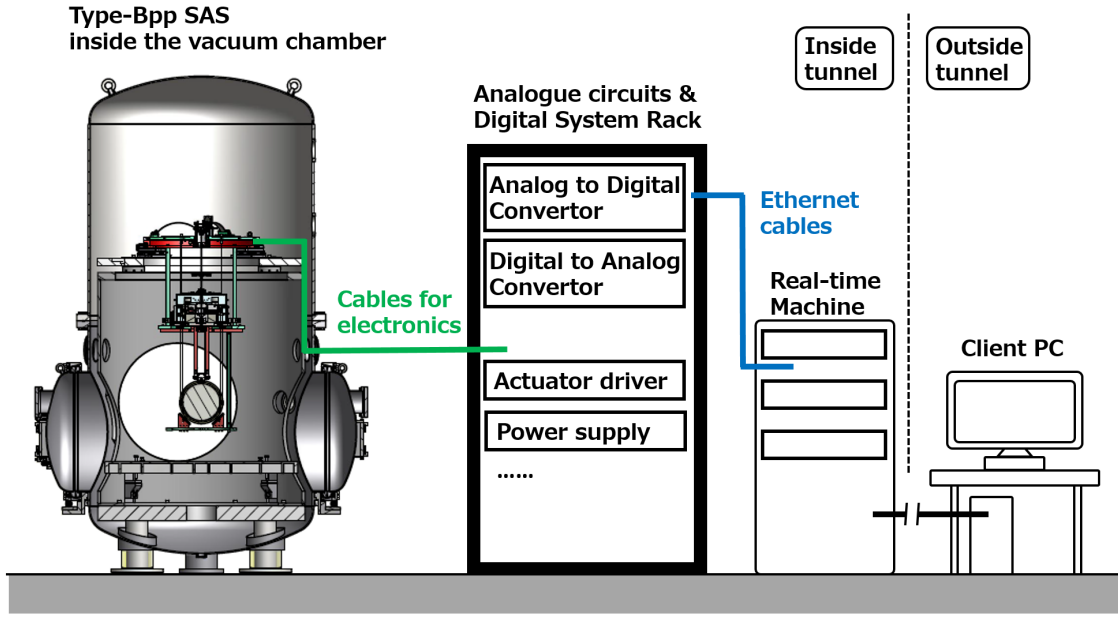 Type-Bpp SAS
inside the vacuum chamber
Inside
tunnel
Outside
tunnel
Analogue circuits &
Digital System Rack
Analog to Digital
Convertor
Ethernet
cables
Digital to Analog
Convertor
Real-time
Machine
Cables for
electronics
Client PC
Actuator driver
Power supply
......